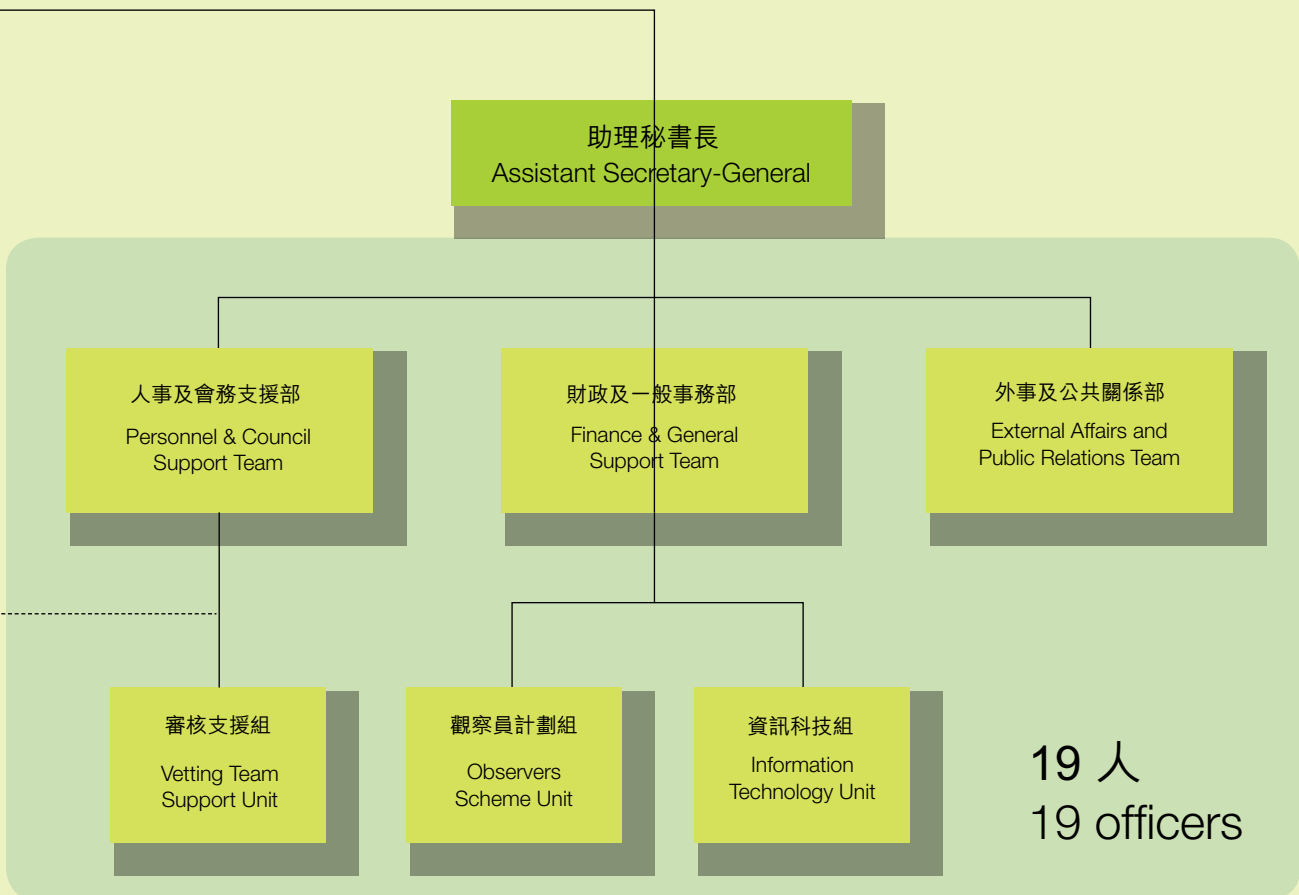 助理秘書長
Assistant Secretary-General
人事及會務支援部
Personnel & Council
Support Team
財政及一般事務部
Finance & General
Support Team
外事及公共關係部
External Affairs and
Public Relations Team
審核支援組
Vetting Team
Support Unit
觀察員計劃組
Observers
Scheme Unit
資訊科技組
Information
Technology Unit
19 人
19 officers